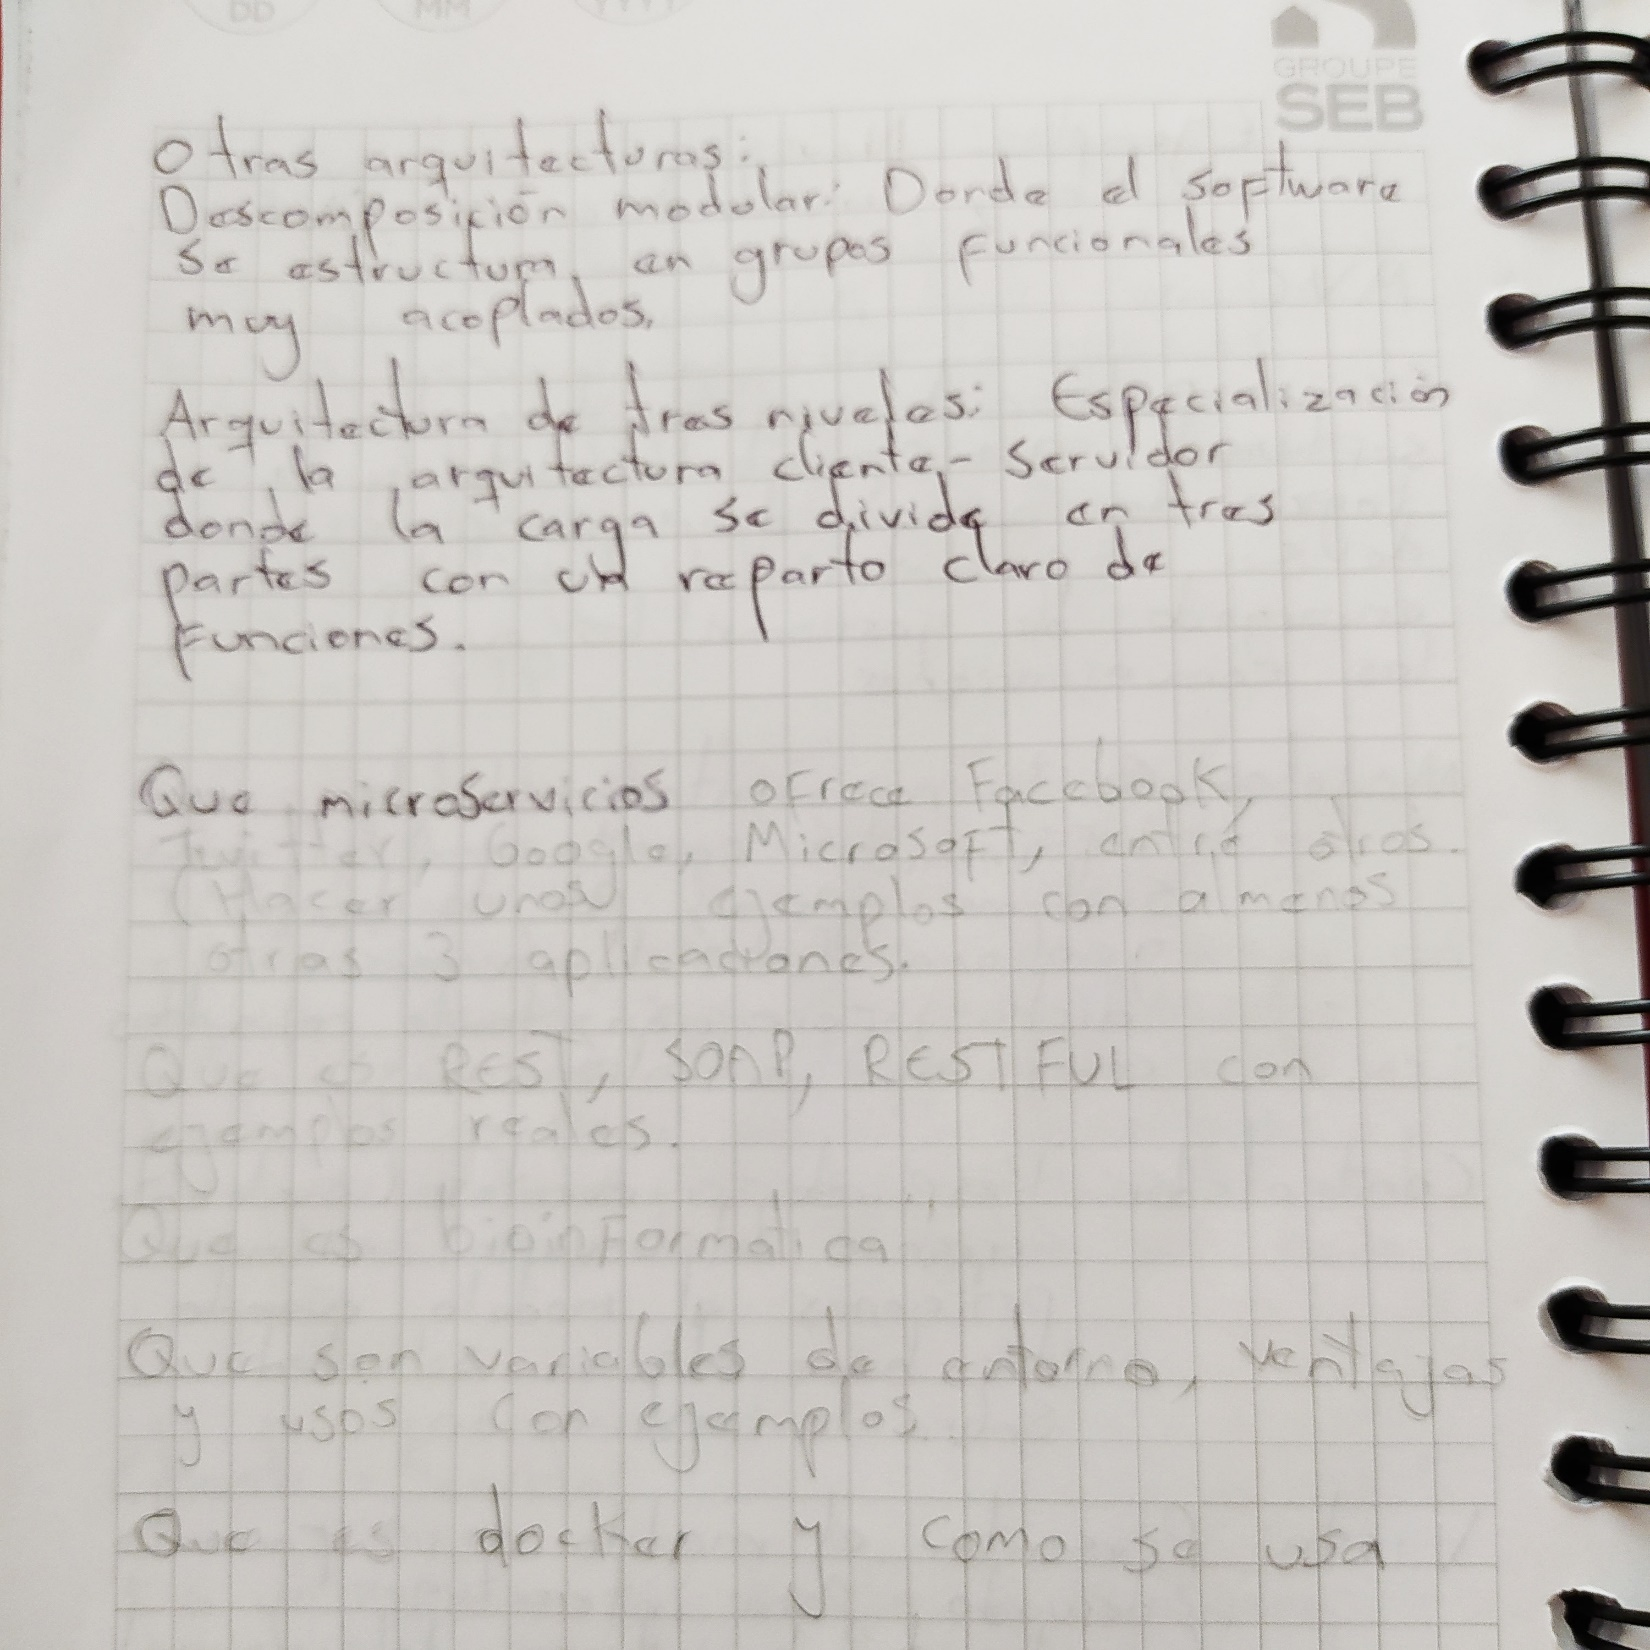 DD MM YYYY
GROUPE
SEB
Otras arquitecturas:
Descomposición modular: Donde el software
se estructura en grupos funcionales
muy acoplados.
Arquitectura de tres niveles: Especialización
de la arquitectura cliente-servidor
donde la carga se divide en tres
partes con un reparto claro de
funciones.
Que microservicios ofrece Facebook,
Twitter, Google, Microsoft, entre otros.
(Hacer unos ejemplos con almenos
otras 3 aplicaciones.
Que es REST, SOAP, RESTFUL con
ejemplos reales.
Que es bioinformatica
Que son variables de entorno, ventajas
y usos con ejemplos.
Que es docker y como se usa